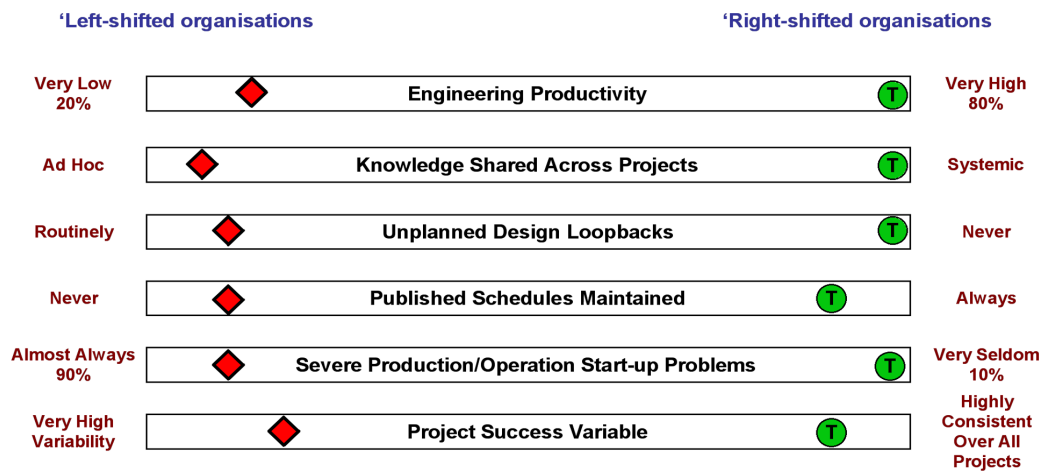 ‘Left-shifted organisations
‘Right-shifted organisations
Very Low
20%
Engineering Productivity
T
Very High
80%
Ad Hoc
Knowledge Shared Across Projects
T
Systemic
Routinely
Unplanned Design Loopbacks
T
Never
Never
Published Schedules Maintained
T
Always
Almost Always
90%
Severe Production/Operation Start-up Problems
T
Very Seldom
10%
Very High
Variability
Project Success Variable
T
Highly
Consistent
Over All
Projects